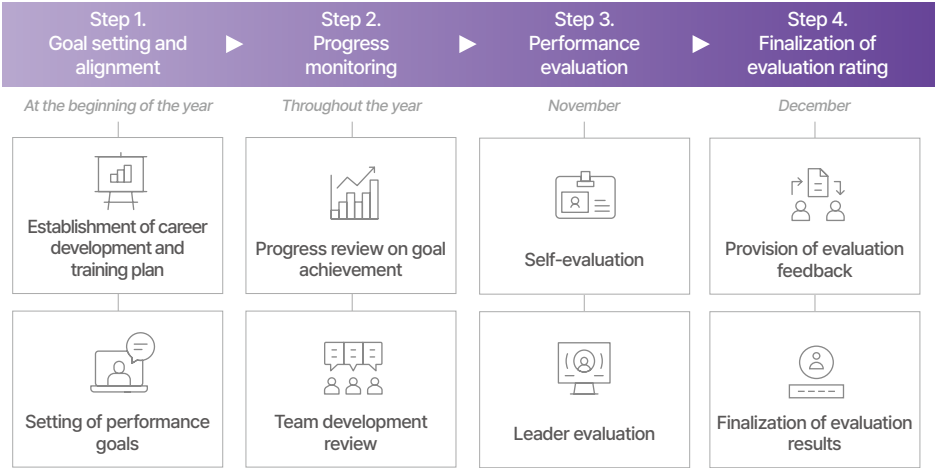 Step 1.
Goal setting and
alignment
Step 2.
Progress
monitoring
Step 3.
Performance
evaluation
Step 4.
Finalization of
evaluation rating
At the beginning of the year
Throughout the year
November
December
Establishment of career
development and
training plan
Progress review on goal
achievement
Self-evaluation
Provision of evaluation
feedback
Setting of performance
goals
Team development
review
Leader evaluation
Finalization of evaluation
results